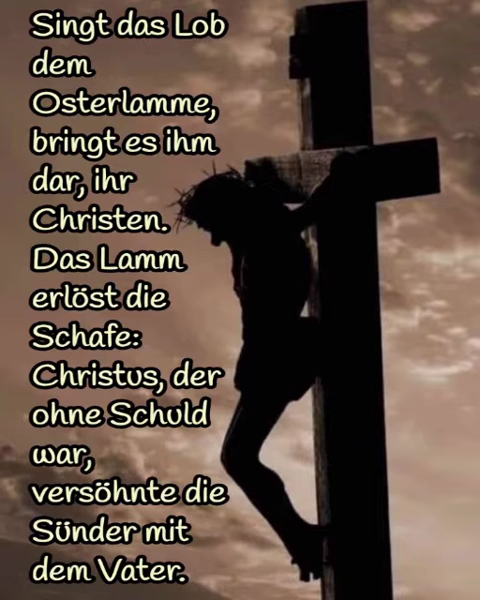 Singt das Lob
dem
Osterlamme,
bringt es ihm
dar, ihr
Christen.
Das Lamm
erlöst die
Schafe:
Christus, der
ohne Schuld
war,
versöhnte die
Sünder mit
dem Vater.